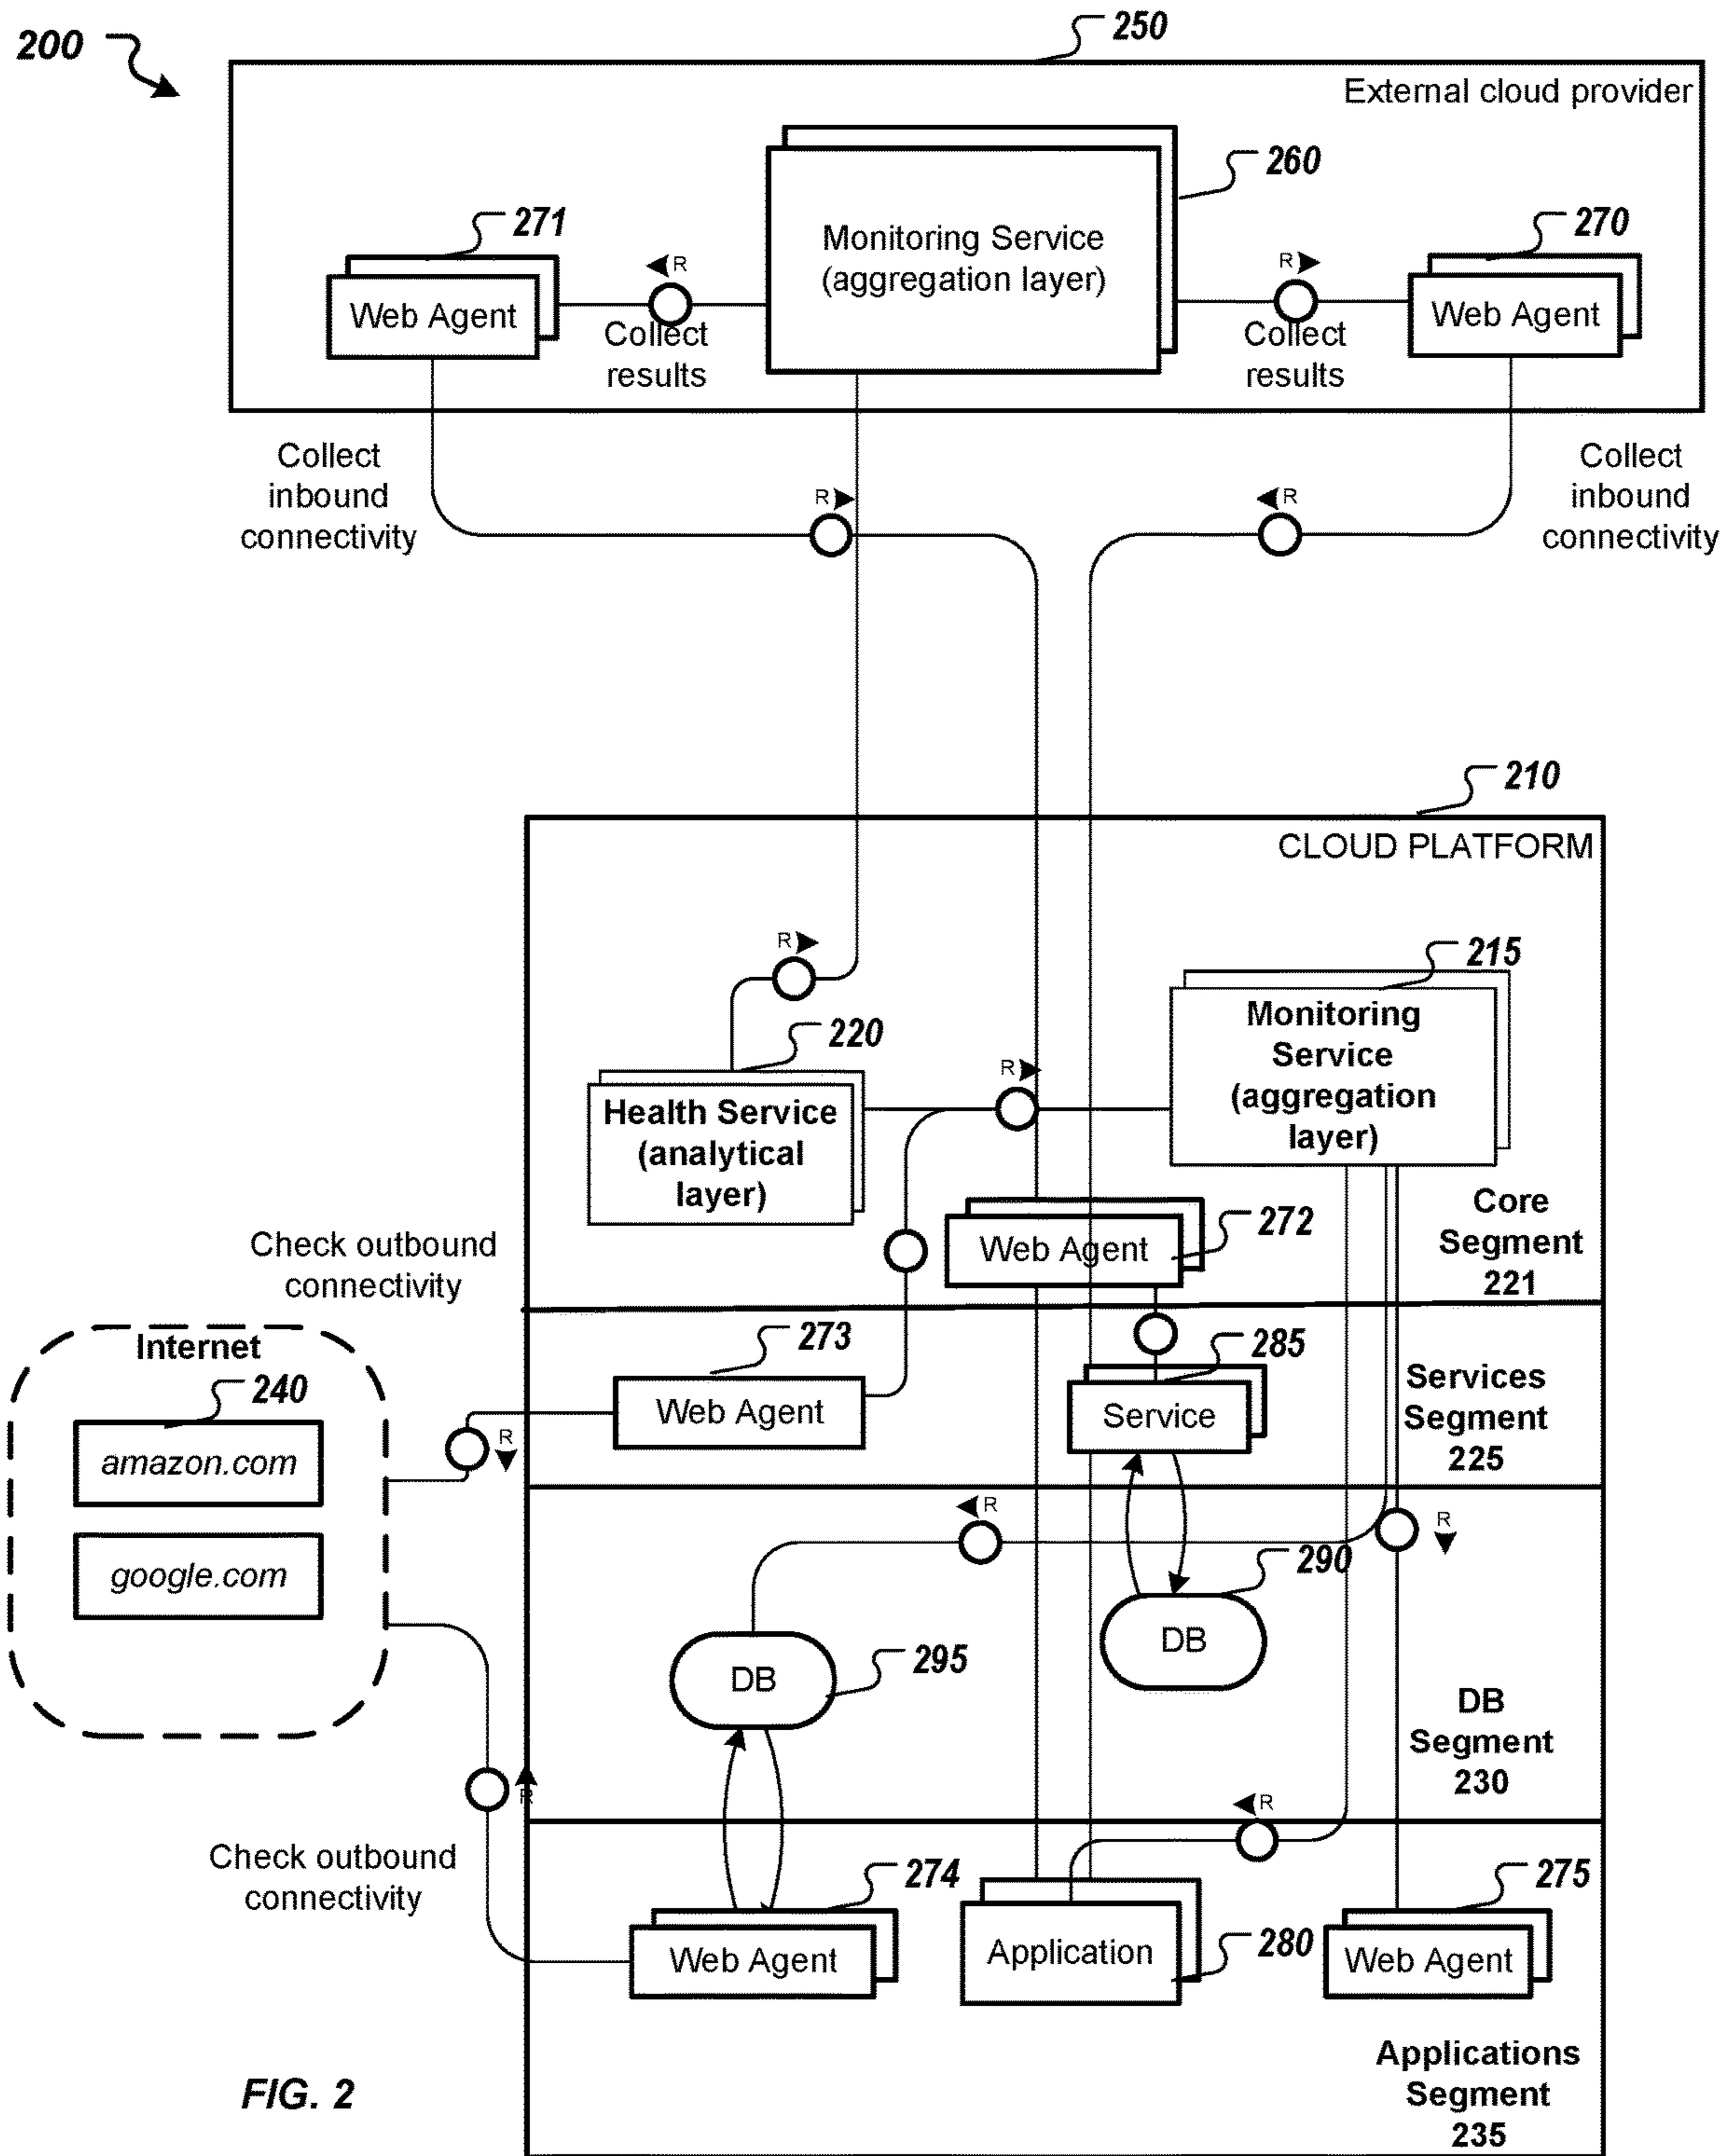 200
250
External cloud provider
260
271
270
Monitoring Service
(aggregation layer)
R
R
Web Agent
Web Agent
Collect
results
Collect
results
Collect
inbound
connectivity
Collect
inbound
connectivity
R
R
210
CLOUD PLATFORM
R
215
Monitoring
Service
(aggregation
layer)
220
R
Health Service
(analytical
layer)
272
Web Agent
Core
Segment
221
Check outbound
connectivity
Internet
240
amazon.com
google.com
273
Web Agent
R
285
Service
Services
Segment
225
R
R
290
DB
295
DB
DB
Segment
230
R
R
Check outbound
connectivity
274
Web Agent
Application
280
275
Web Agent
Applications
Segment
235
FIG. 2